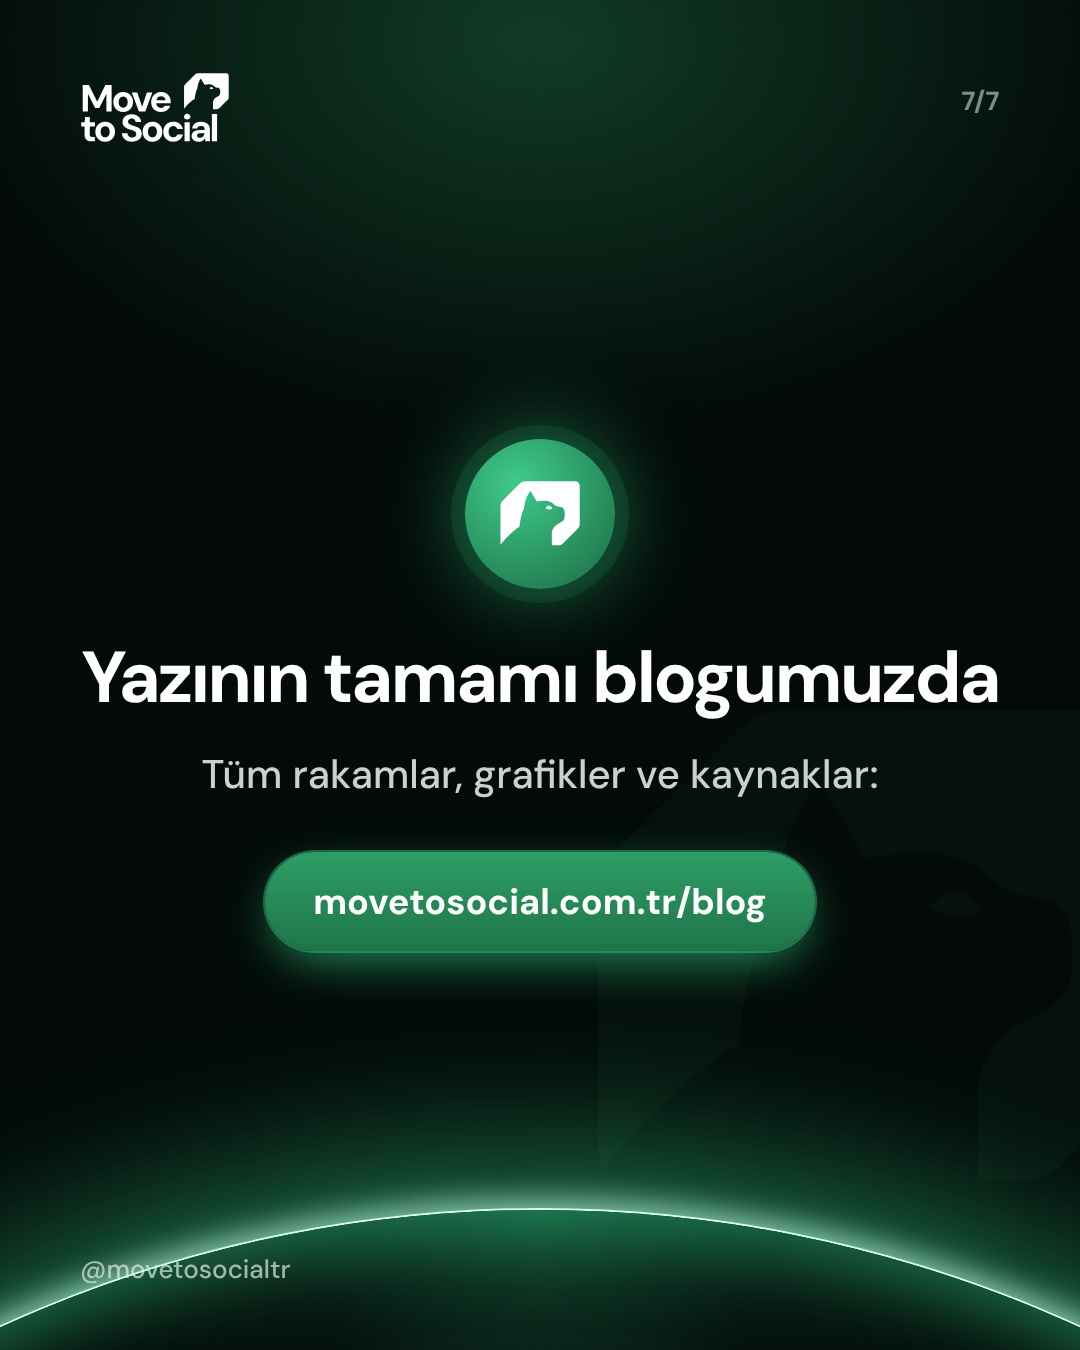 Move
to Social
7/7
Yazının tamamı blogumuzda
Tüm rakamlar, grafikler ve kaynaklar:
movetosocial.com.tr/blog
@movetosocialtr